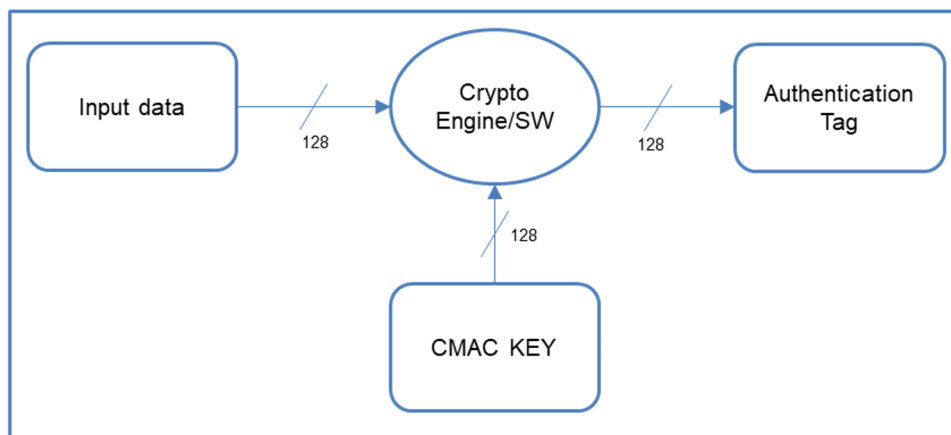 Input data
128
Crypto
Engine/SW
128
Authentication
Tag
128
CMAC KEY